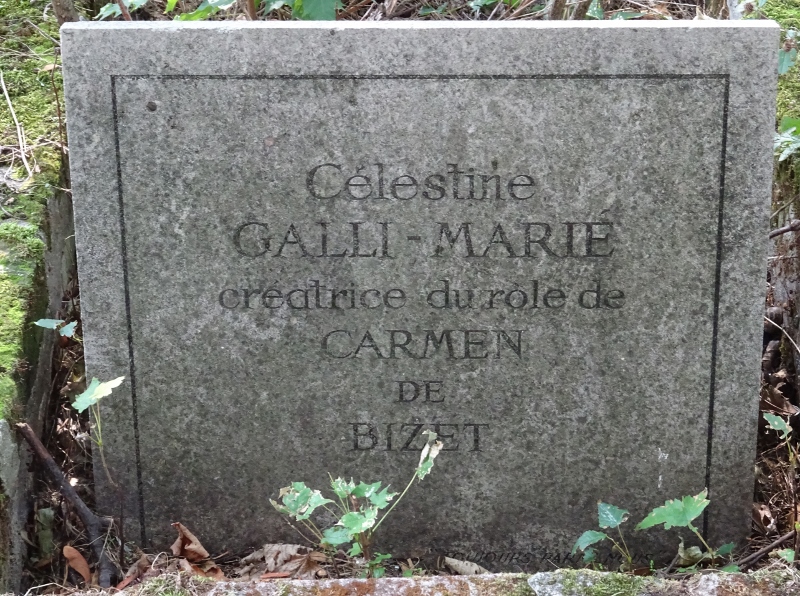 Célestine
GALLI-MARIÉ
créatrice du rôle de
CARMEN
DE
BIZET